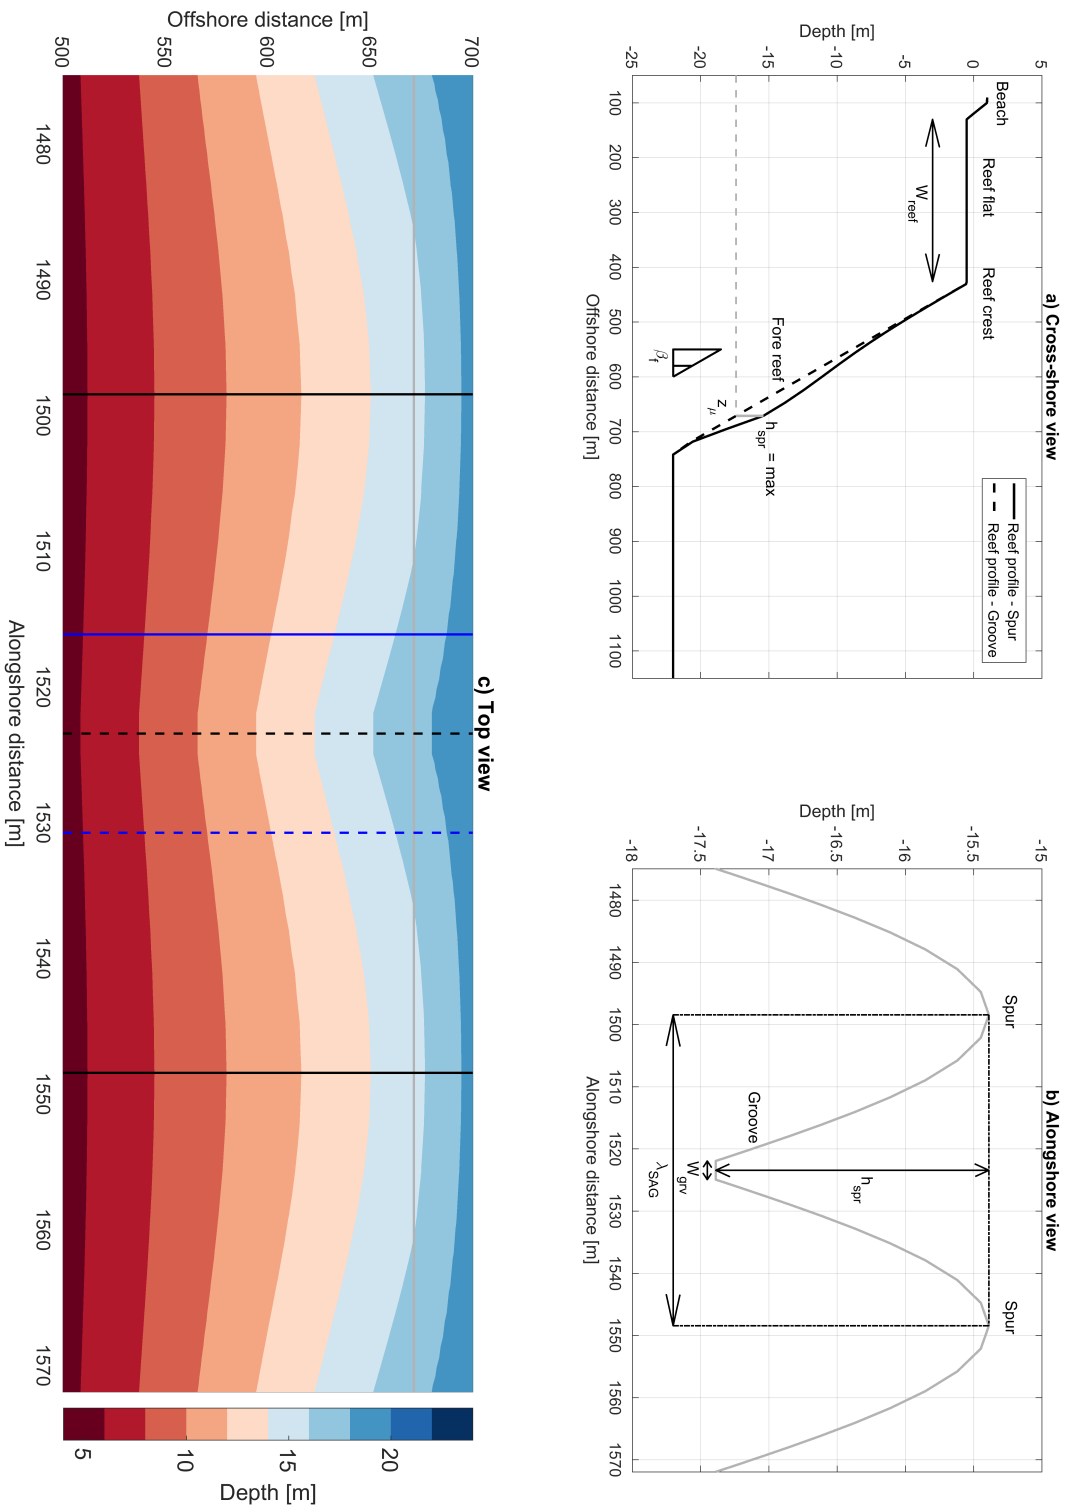 a) Cross-shore view
Depth [m]
5
0
-5
-10
-15
-20
-25
Beach
Reef flat
Reef crest
W reef
Fore reef
βf
zμ
h spr = max
Reef profile - Spur
Reef profile - Groove
100 200 300 400 500 600 700 800 900 1000 1100
Offshore distance [m]
b) Alongshore view
Depth [m]
-15
-15.5
-16
-16.5
-17
-17.5
-18
Spur
Spur
Groove
h spr
W grv
λSAG
1480 1490 1500 1510 1520 1530 1540 1550 1560 1570
Alongshore distance [m]
c) Top view
Offshore distance [m]
700
650
600
550
500
1480 1490 1500 1510 1520 1530 1540 1550 1560 1570
Alongshore distance [m]
20
15
10
5
Depth [m]